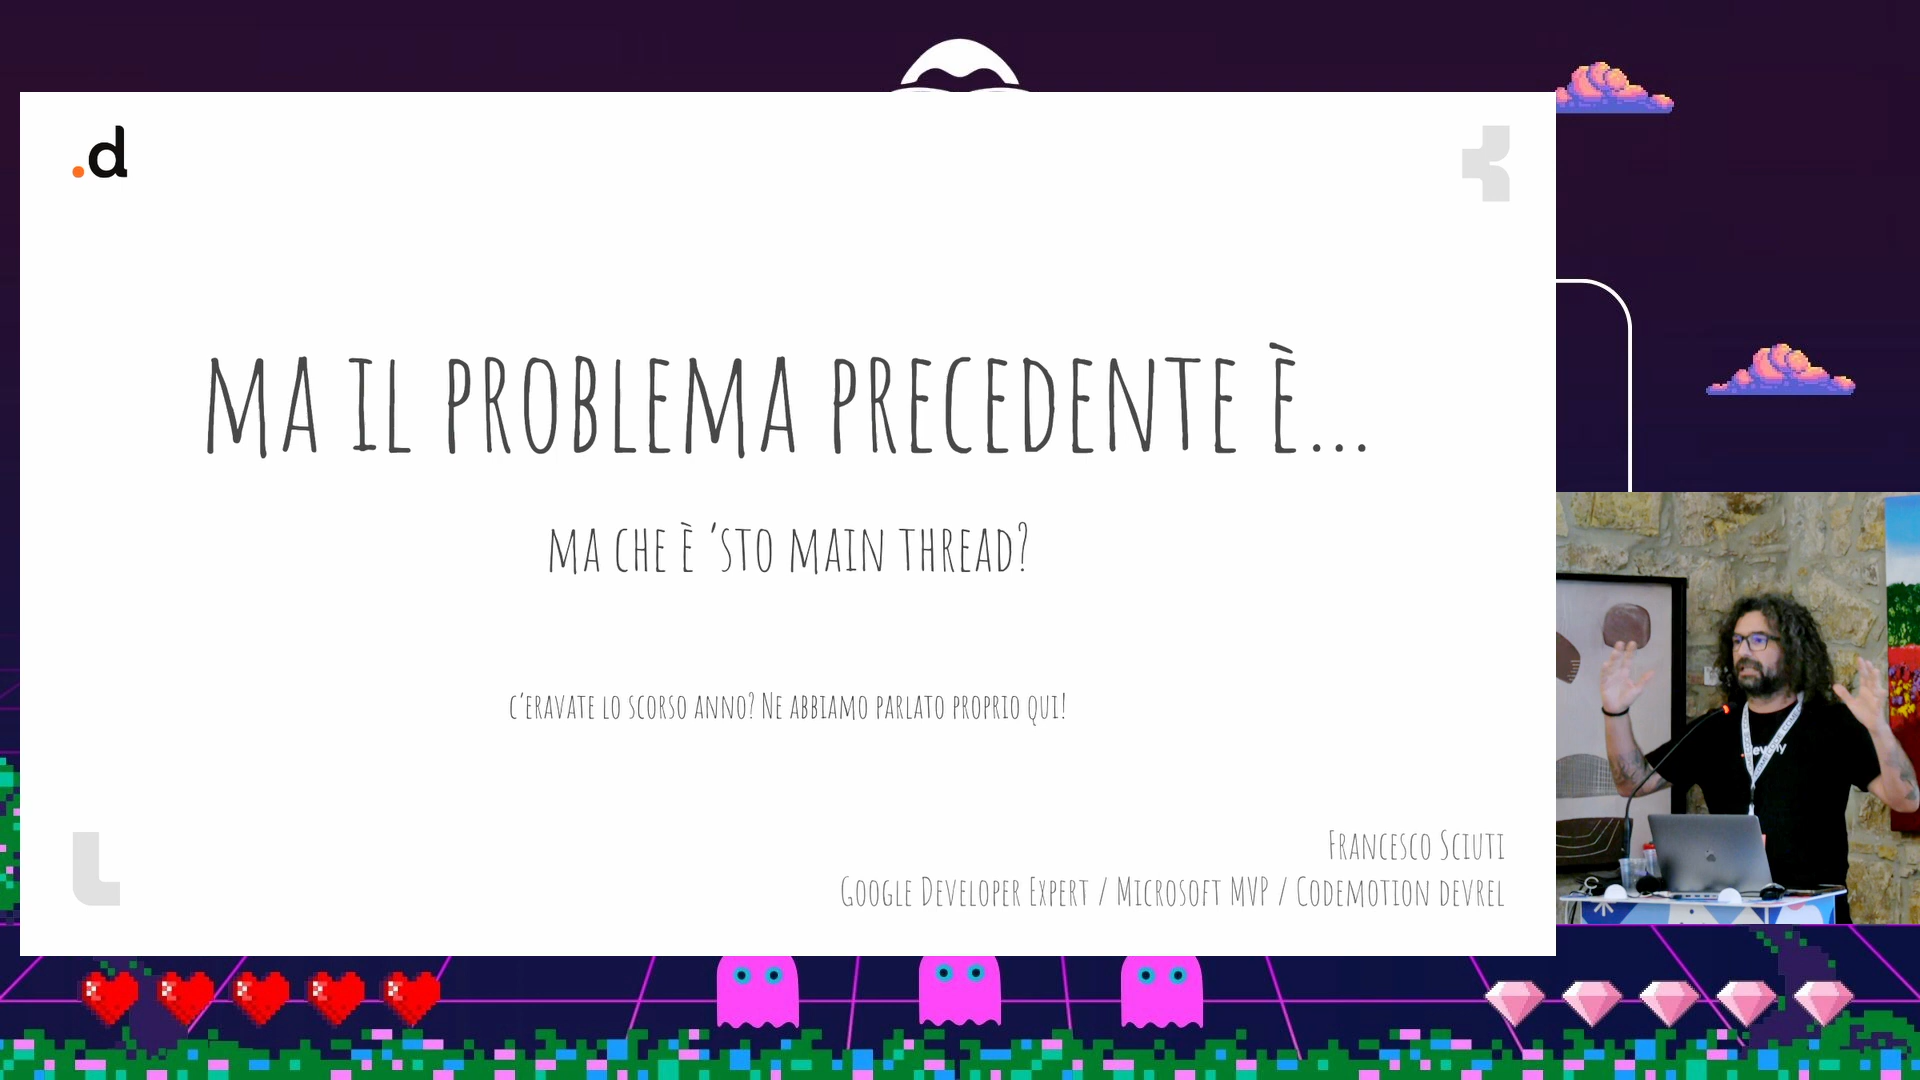 .d
MA IL PROBLEMA PRECEDENTE È...
MA CHE È 'STO MAIN THREAD?
C'ERAVATE LO SCORSO ANNO? NE ABBIAMO PARLATO PROPRIO QUI!
FRANCESCO SCIUTI
GOOGLE DEVELOPER EXPERT / MICROSOFT MVP / CODEMOTION DEVREL